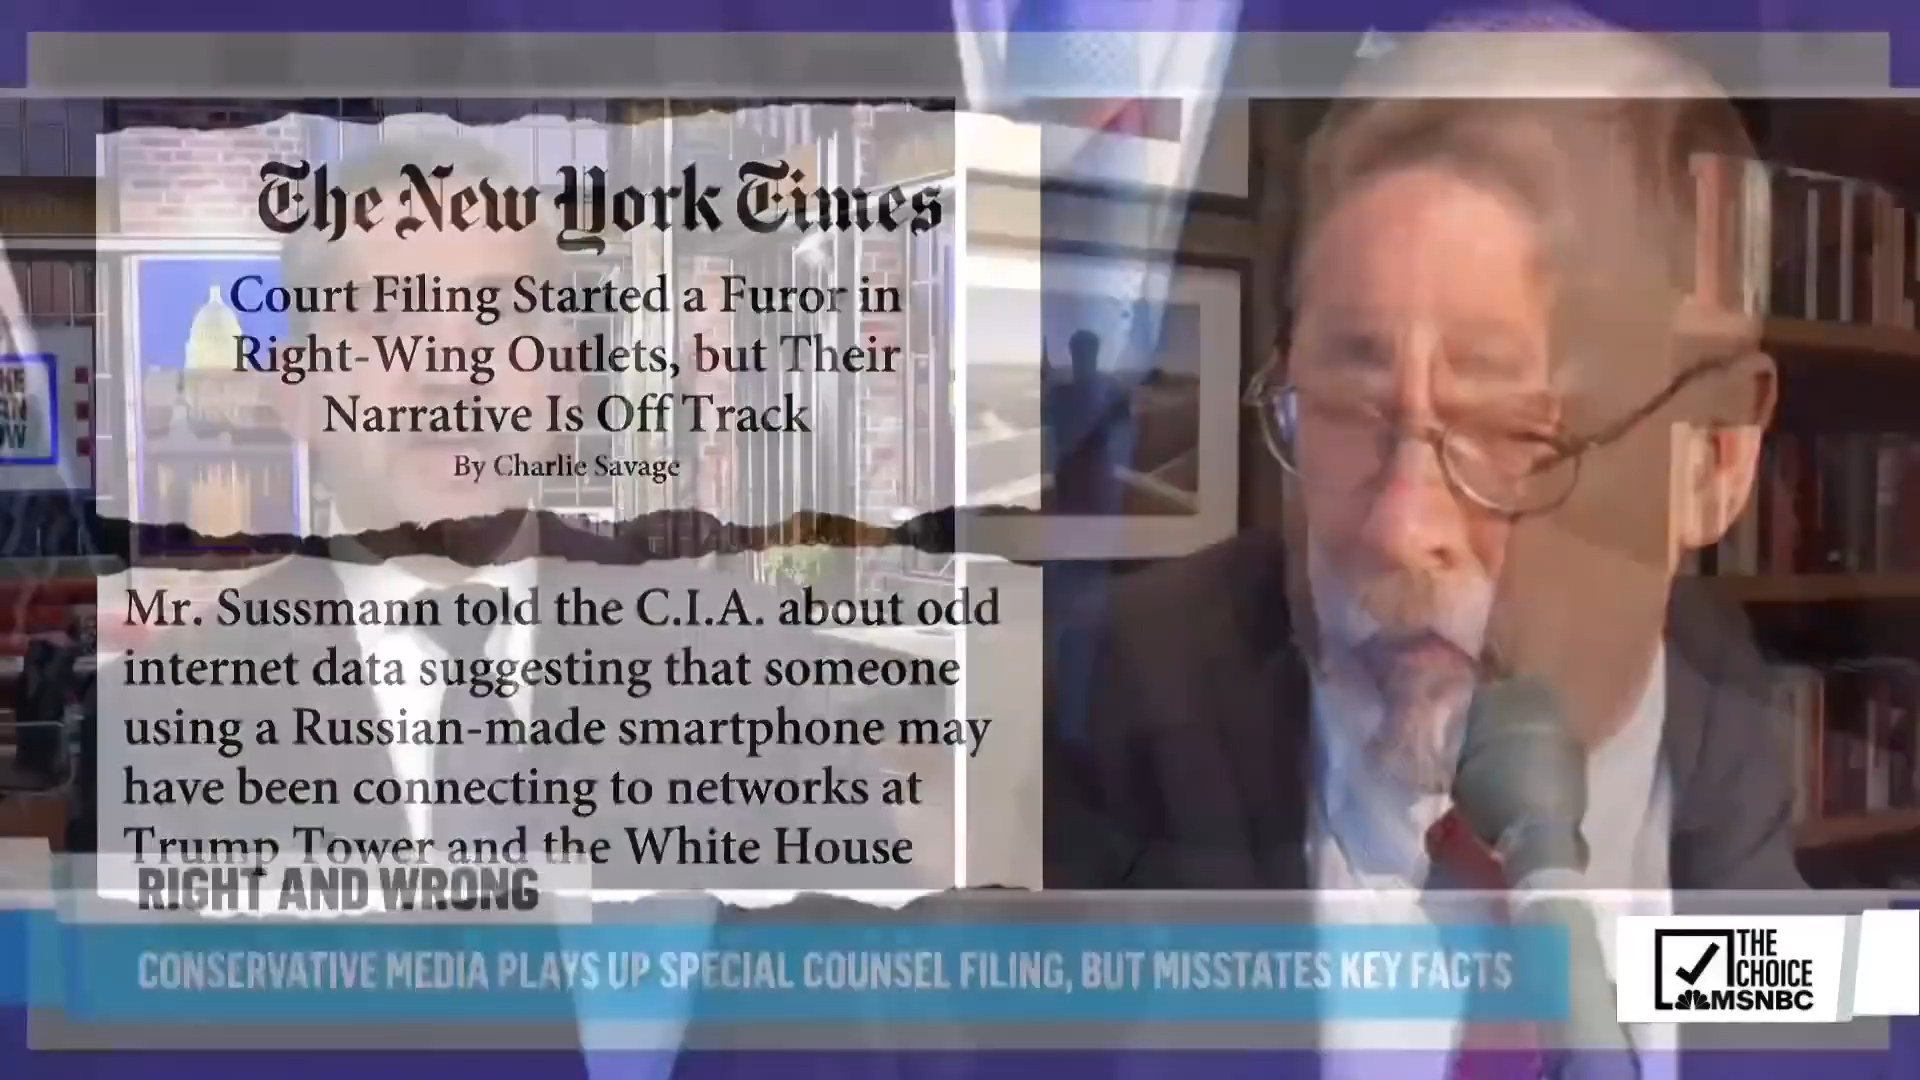 The New York Times
Court Filing Started a Furor in
Right-Wing Outlets, but Their
Narrative Is Off Track
By Charlie Savage
Mr. Sussmann told the C.I.A. about odd
internet data suggesting that someone
using a Russian-made smartphone may
have been connecting to networks at
Trump Tower and the White House
RIGHT AND WRONG
CONSERVATIVE MEDIA PLAYS UP SPECIAL COUNSEL FILING, BUT MISSTATES KEY FACTS
THE
CHOICE
MSNBC